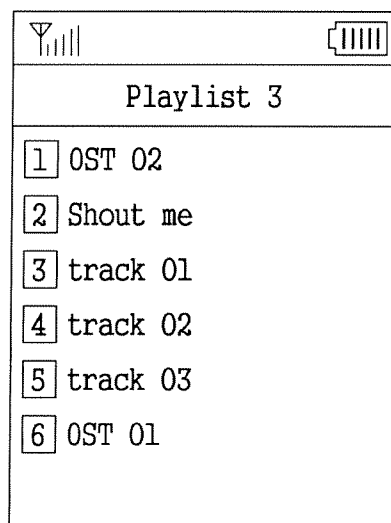 Playlist 3
1 OST 02
2 Shout me
3 track 01
4 track 02
5 track 03
6 OST 01